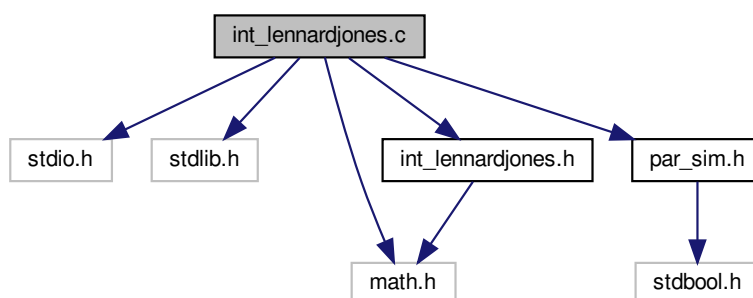 int_lennardjones.c
stdio.h
stdlib.h
int_lennardjones.h
par_sim.h
math.h
stdbool.h